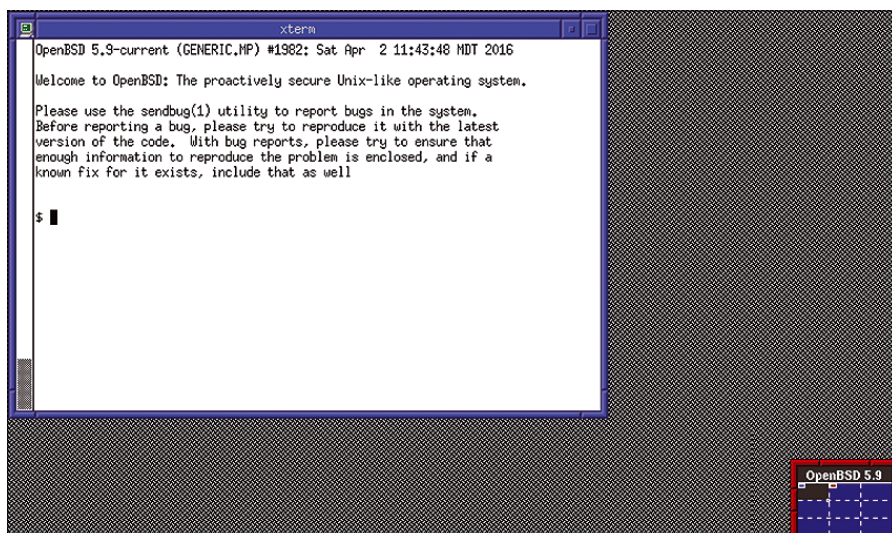 xterm
OpenBSD 5.9-current (GENERIC.MP) #1982: Sat Apr  2 11:43:48 MDT 2016
Welcome to OpenBSD: The proactively secure Unix-like operating system.
Please use the sendbug(1) utility to report bugs in the system.
Before reporting a bug, please try to reproduce it with the latest
version of the code.  With bug reports, please try to ensure that
enough information to reproduce the problem is enclosed, and if a
known fix for it exists, include that as well
$
OpenBSD 5.9